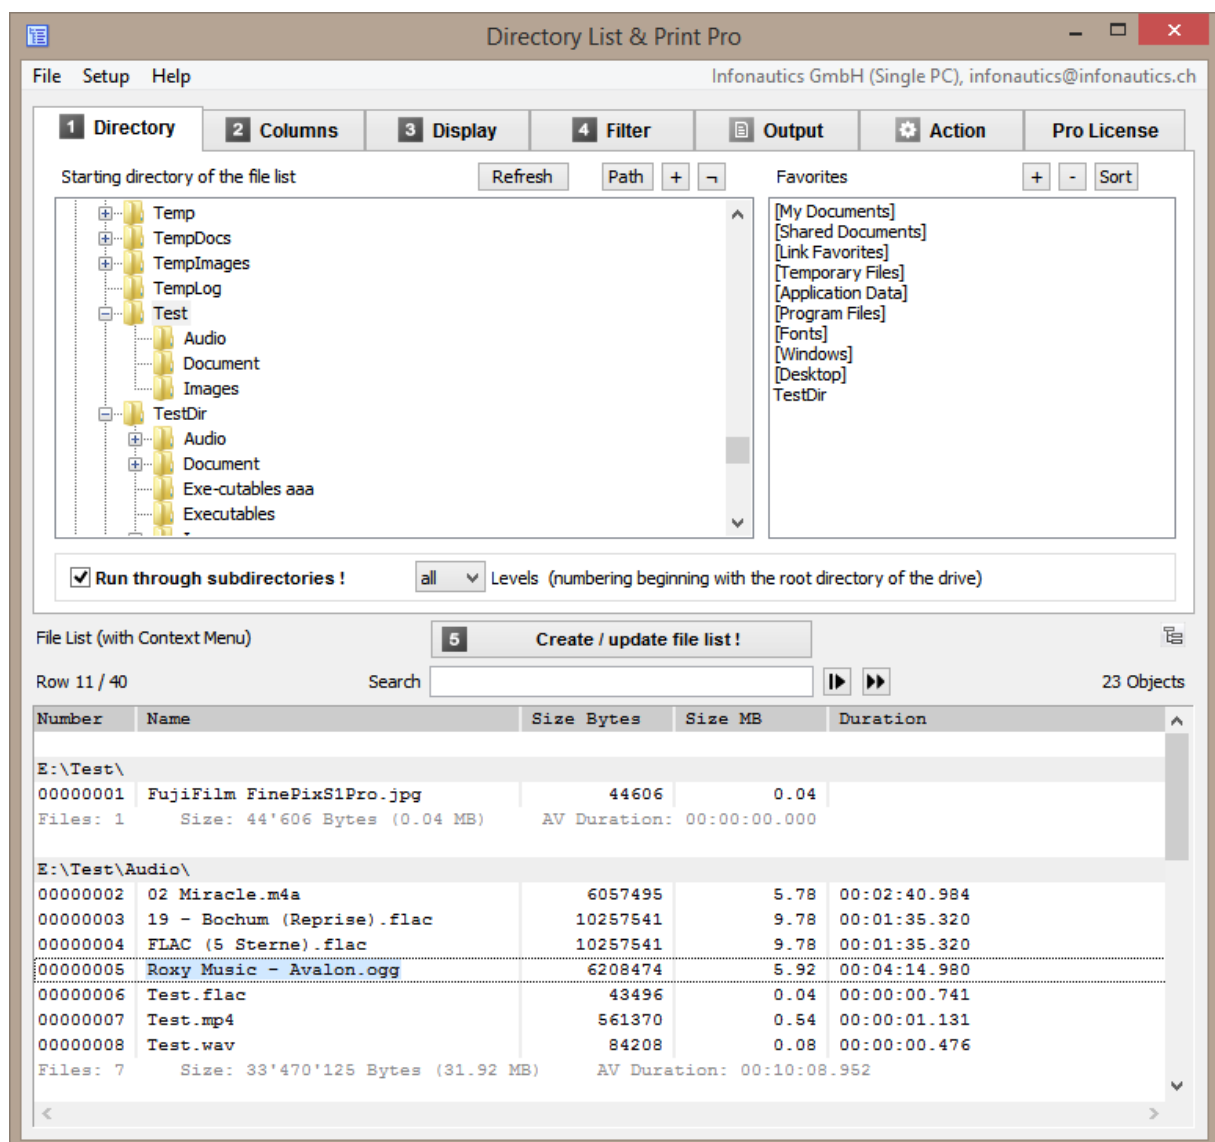 Directory List & Print Pro
File Setup Help Infonautics GmbH (Single PC), infonautics@infonautics.ch
1 Directory 2 Columns 3 Display 4 Filter Output Action Pro License
Starting directory of the file list Refresh Path + ¬ Favorites + - Sort
Temp
TempDocs
TempImages
TempLog
Test
Audio
Document
Images
TestDir
Audio
Document
Exe-cutables aaa
Executables
[My Documents]
[Shared Documents]
[Link Favorites]
[Temporary Files]
[Application Data]
[Program Files]
[Fonts]
[Windows]
[Desktop]
TestDir
Run through subdirectories ! all Levels (numbering beginning with the root directory of the drive)
File List (with Context Menu) 5 Create / update file list !
Row 11 / 40 Search 23 Objects
Number Name Size Bytes Size MB Duration
E:\Test\
00000001 FujiFilm FinePixS1Pro.jpg 44606 0.04
Files: 1 Size: 44'606 Bytes (0.04 MB) AV Duration: 00:00:00.000
E:\Test\Audio\
00000002 02 Miracle.m4a 6057495 5.78 00:02:40.984
00000003 19 - Bochum (Reprise).flac 10257541 9.78 00:01:35.320
00000004 FLAC (5 Sterne).flac 10257541 9.78 00:01:35.320
00000005 Roxy Music - Avalon.ogg 6208474 5.92 00:04:14.980
00000006 Test.flac 43496 0.04 00:00:00.741
00000007 Test.mp4 561370 0.54 00:00:01.131
00000008 Test.wav 84208 0.08 00:00:00.476
Files: 7 Size: 33'470'125 Bytes (31.92 MB) AV Duration: 00:10:08.952